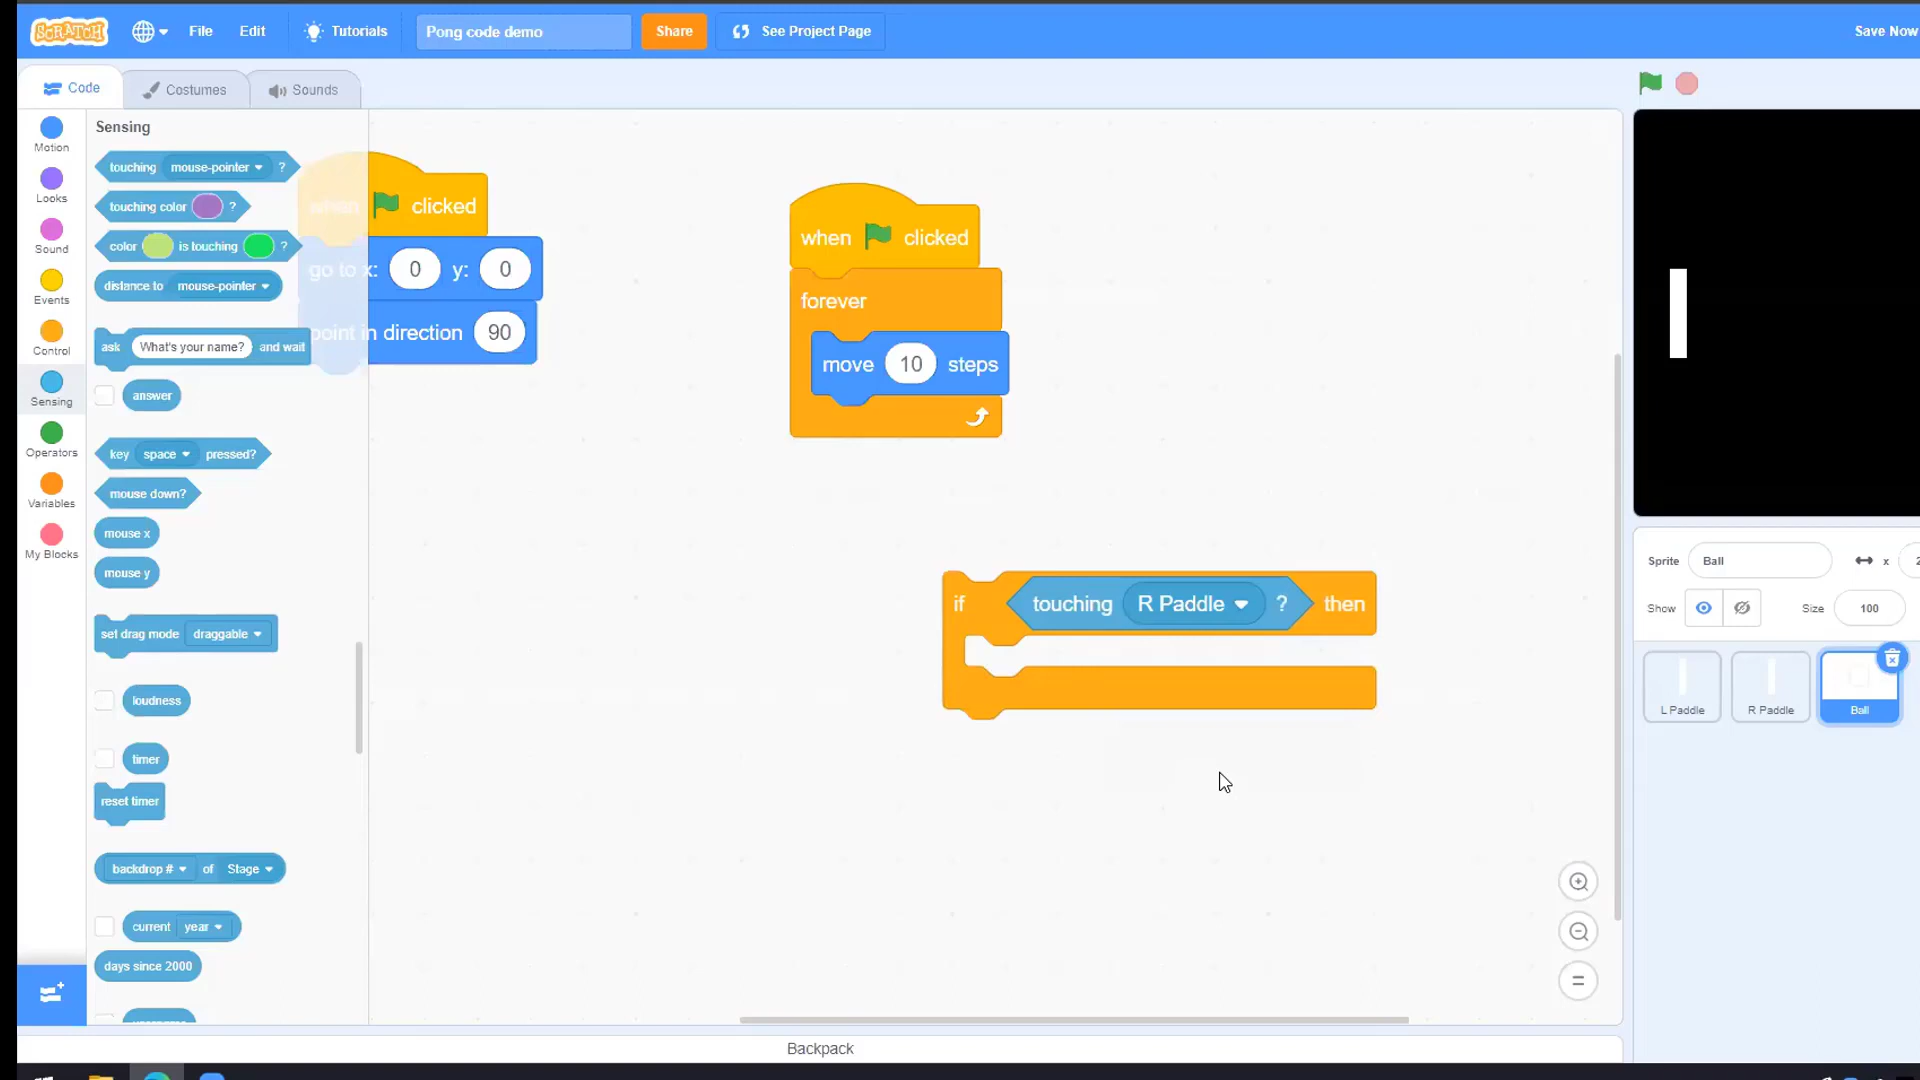 SCRATCH
File
Edit
Tutorials
Pong code demo
Share
See Project Page
Save Now
Code
Costumes
Sounds
Motion
Looks
Sound
Events
Control
Sensing
Operators
Variables
My Blocks
Sensing
touching mouse-pointer ?
touching color ?
color is touching ?
distance to mouse-pointer
ask What's your name? and wait
answer
key space pressed?
mouse down?
mouse x
mouse y
set drag mode draggable
loudness
timer
reset timer
backdrop # of Stage
current year
days since 2000
when clicked
go to x: 0 y: 0
point in direction 90
when clicked
forever
move 10 steps
if touching R Paddle ? then
Sprite Ball x
Show Size 100
L Paddle
R Paddle
Ball
Backpack